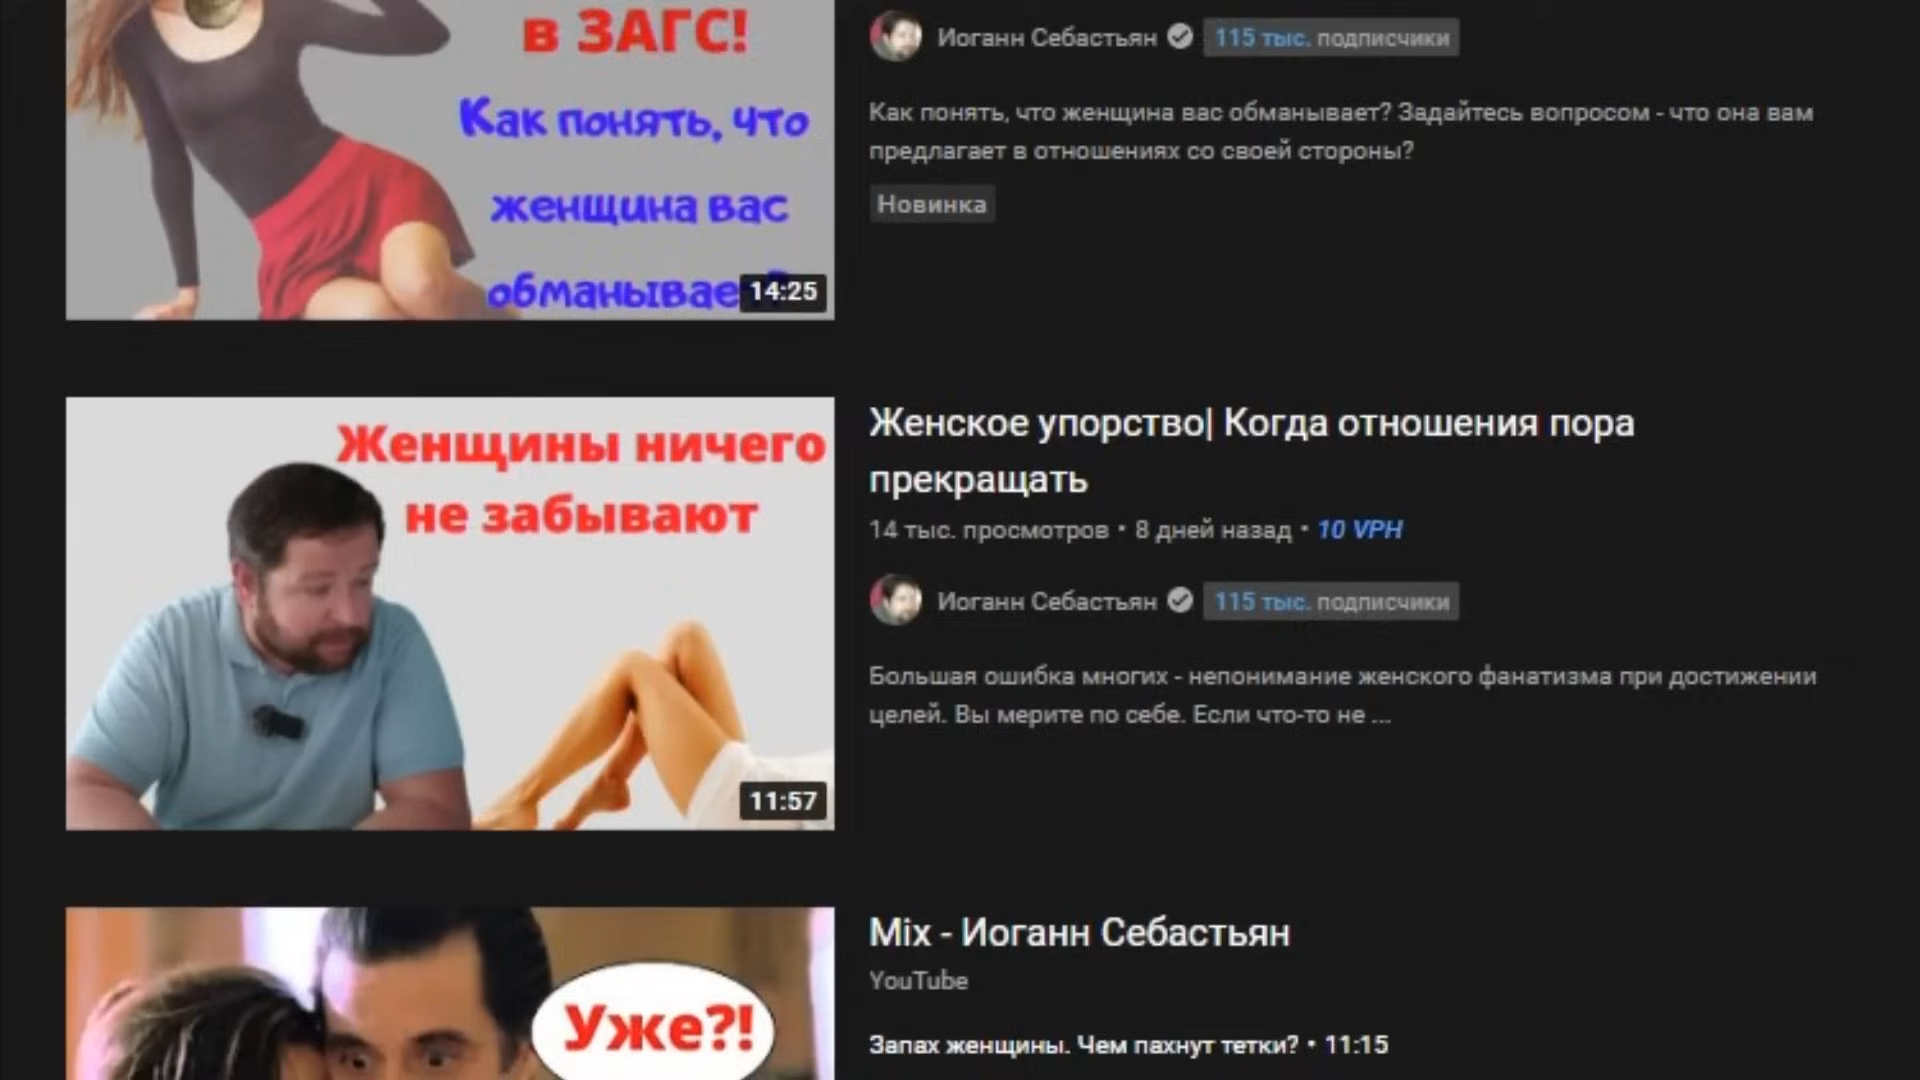 в ЗАГС!
Как понять, что
женщина вас
обманывае
14:25
Иоганн Себастьян
115 тыс. подписчики
Как понять, что женщина вас обманывает? Задайтесь вопросом - что она вам
предлагает в отношениях со своей стороны?
Новинка
Женщины ничего
не забывают
11:57
Женское упорство| Когда отношения пора
прекращать
14 тыс. просмотров • 8 дней назад • 10 VPH
Иоганн Себастьян
115 тыс. подписчики
Большая ошибка многих - непонимание женского фанатизма при достижении
целей. Вы мерите по себе. Если что-то не ...
Уже?!
Mix - Иоганн Себастьян
YouTube
Запах женщины. Чем пахнут тетки? • 11:15